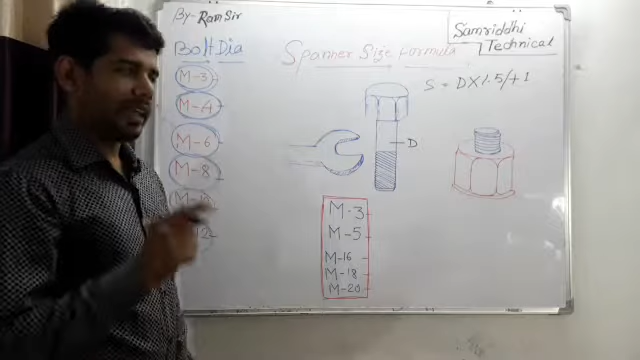 By- Ram Sir
Samriddhi
Technical
Bolt Dia
Spanner Size Formula
S = D×1.5/+1
M-3
M-4
M-6
M-8
D
M-3
M-5
M-16
M-18
M-20